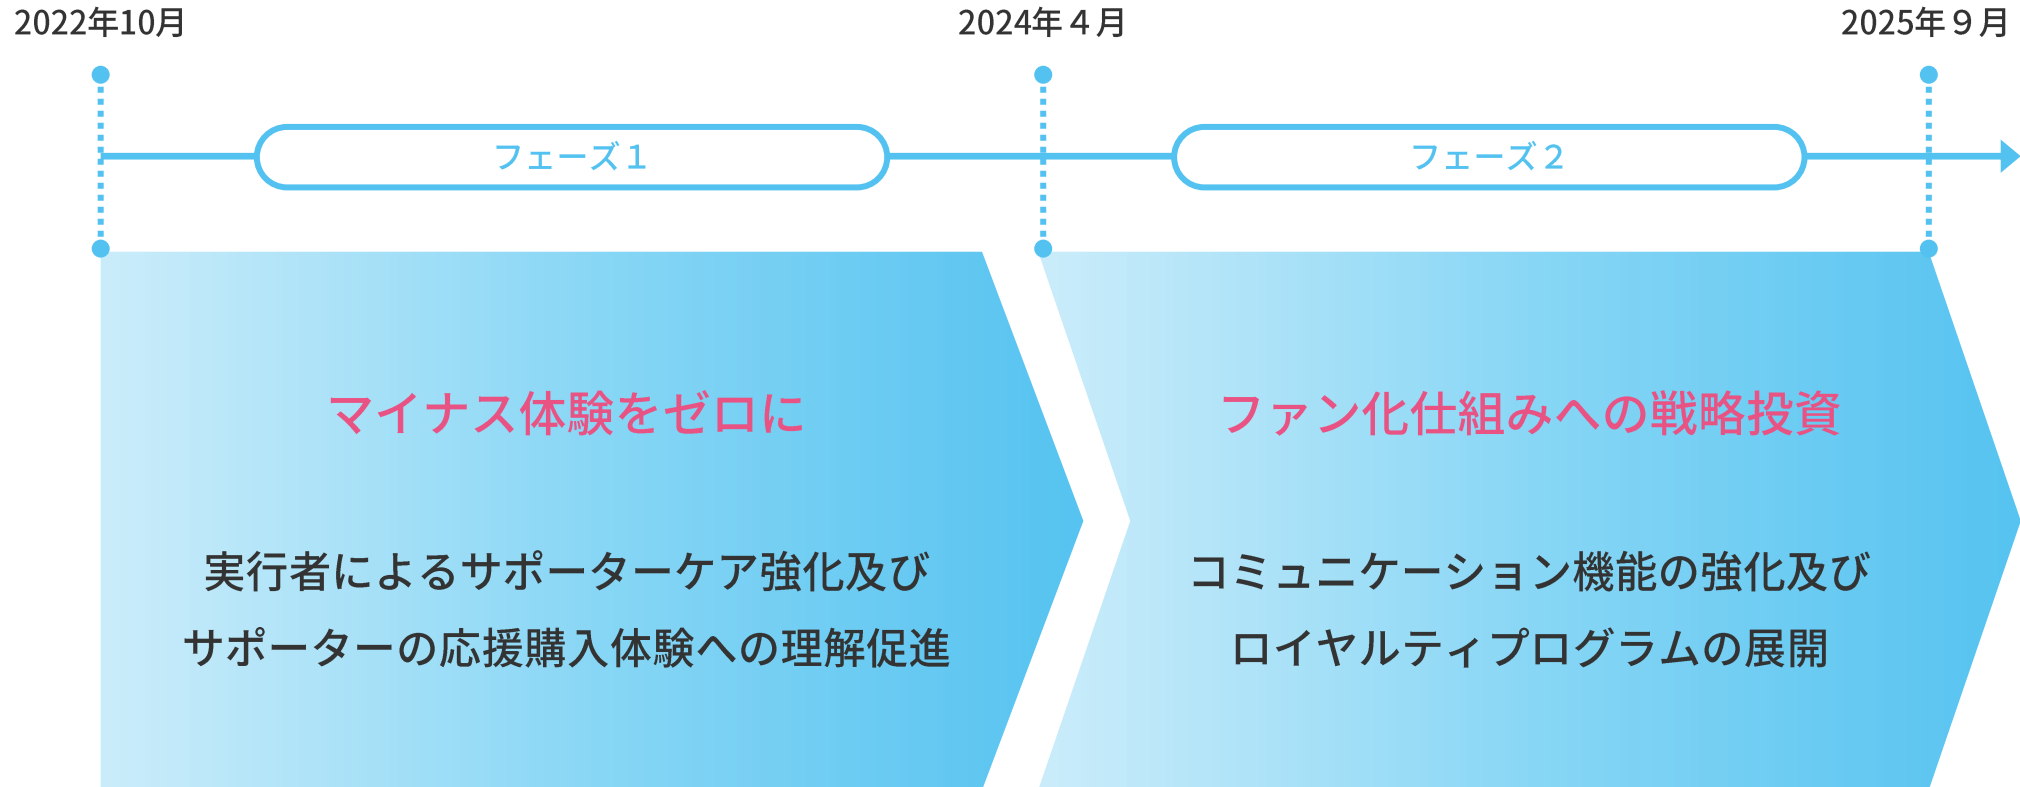 2022年10月
2024年４月
2025年９月
フェーズ１
フェーズ２
マイナス体験をゼロに
実行者によるサポーターケア強化及び
サポーターの応援購入体験への理解促進
ファン化仕組みへの戦略投資
コミュニケーション機能の強化及び
ロイヤルティプログラムの展開